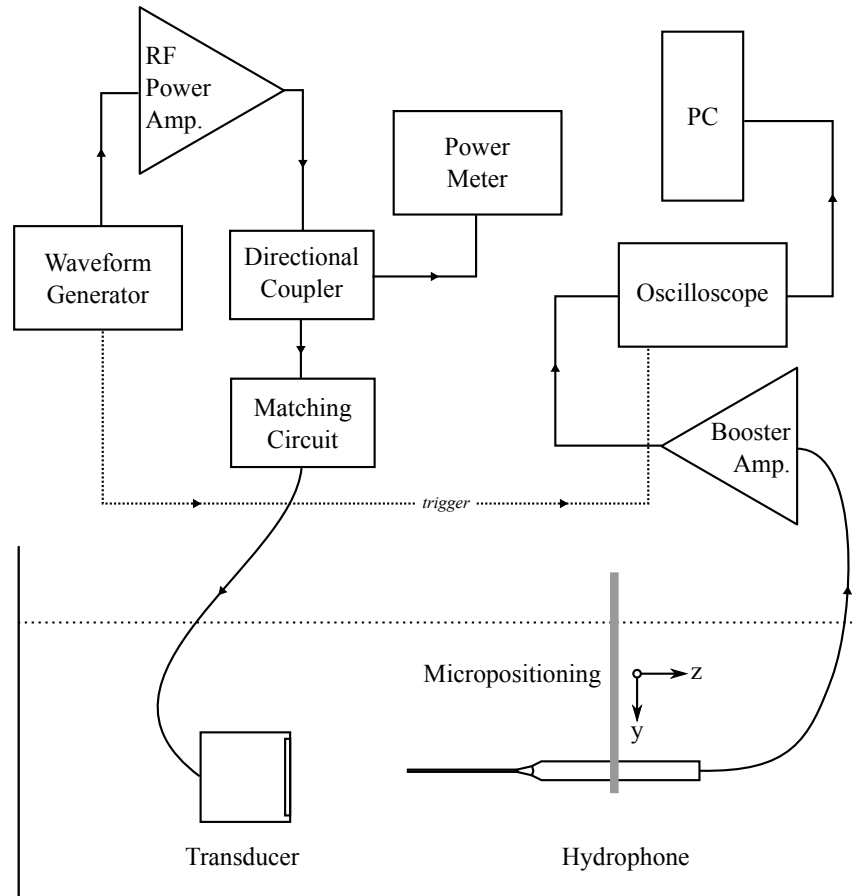 RF
Power
Amp.
PC
Power
Meter
Waveform
Generator
Directional
Coupler
Oscilloscope
Matching
Circuit
Booster
Amp.
trigger
Micropositioning
z
y
Transducer
Hydrophone